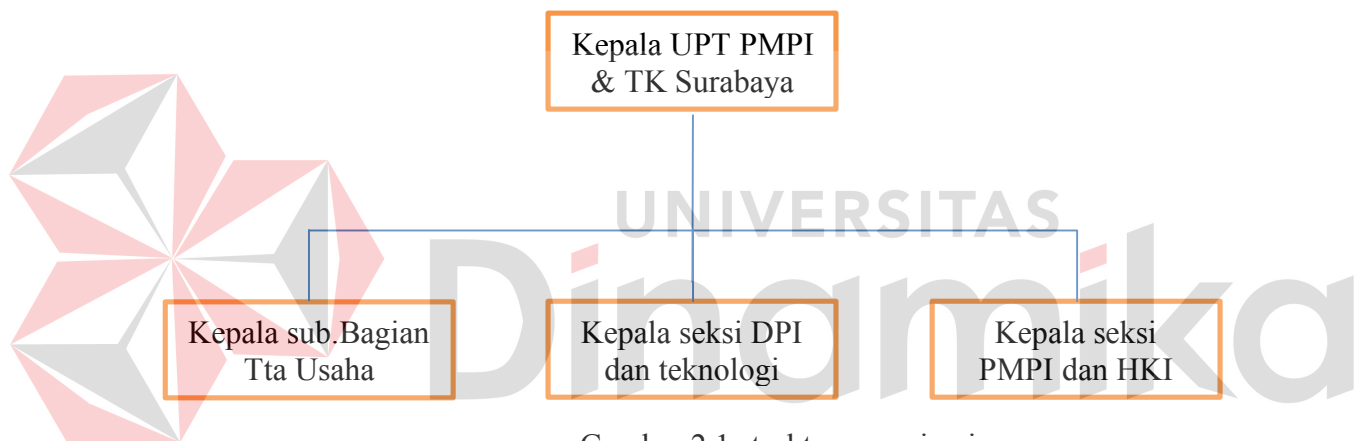 Kepala UPT PMPI
& TK Surabaya
UNIVERSITAS
Dinamika
Kepala sub.Bagian
Tta Usaha
Kepala seksi DPI
dan teknologi
Kepala seksi
PMPI dan HKI